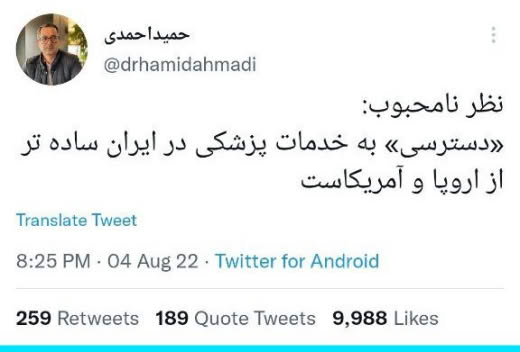 حمیداحمدی
@drhamidahmadi
نظر نامحبوب:
«دسترسی» به خدمات پزشکی در ایران ساده تر
از اروپا و آمریکاست
Translate Tweet
8:25 PM · 04 Aug 22 · Twitter for Android
259 Retweets 189 Quote Tweets 9,988 Likes